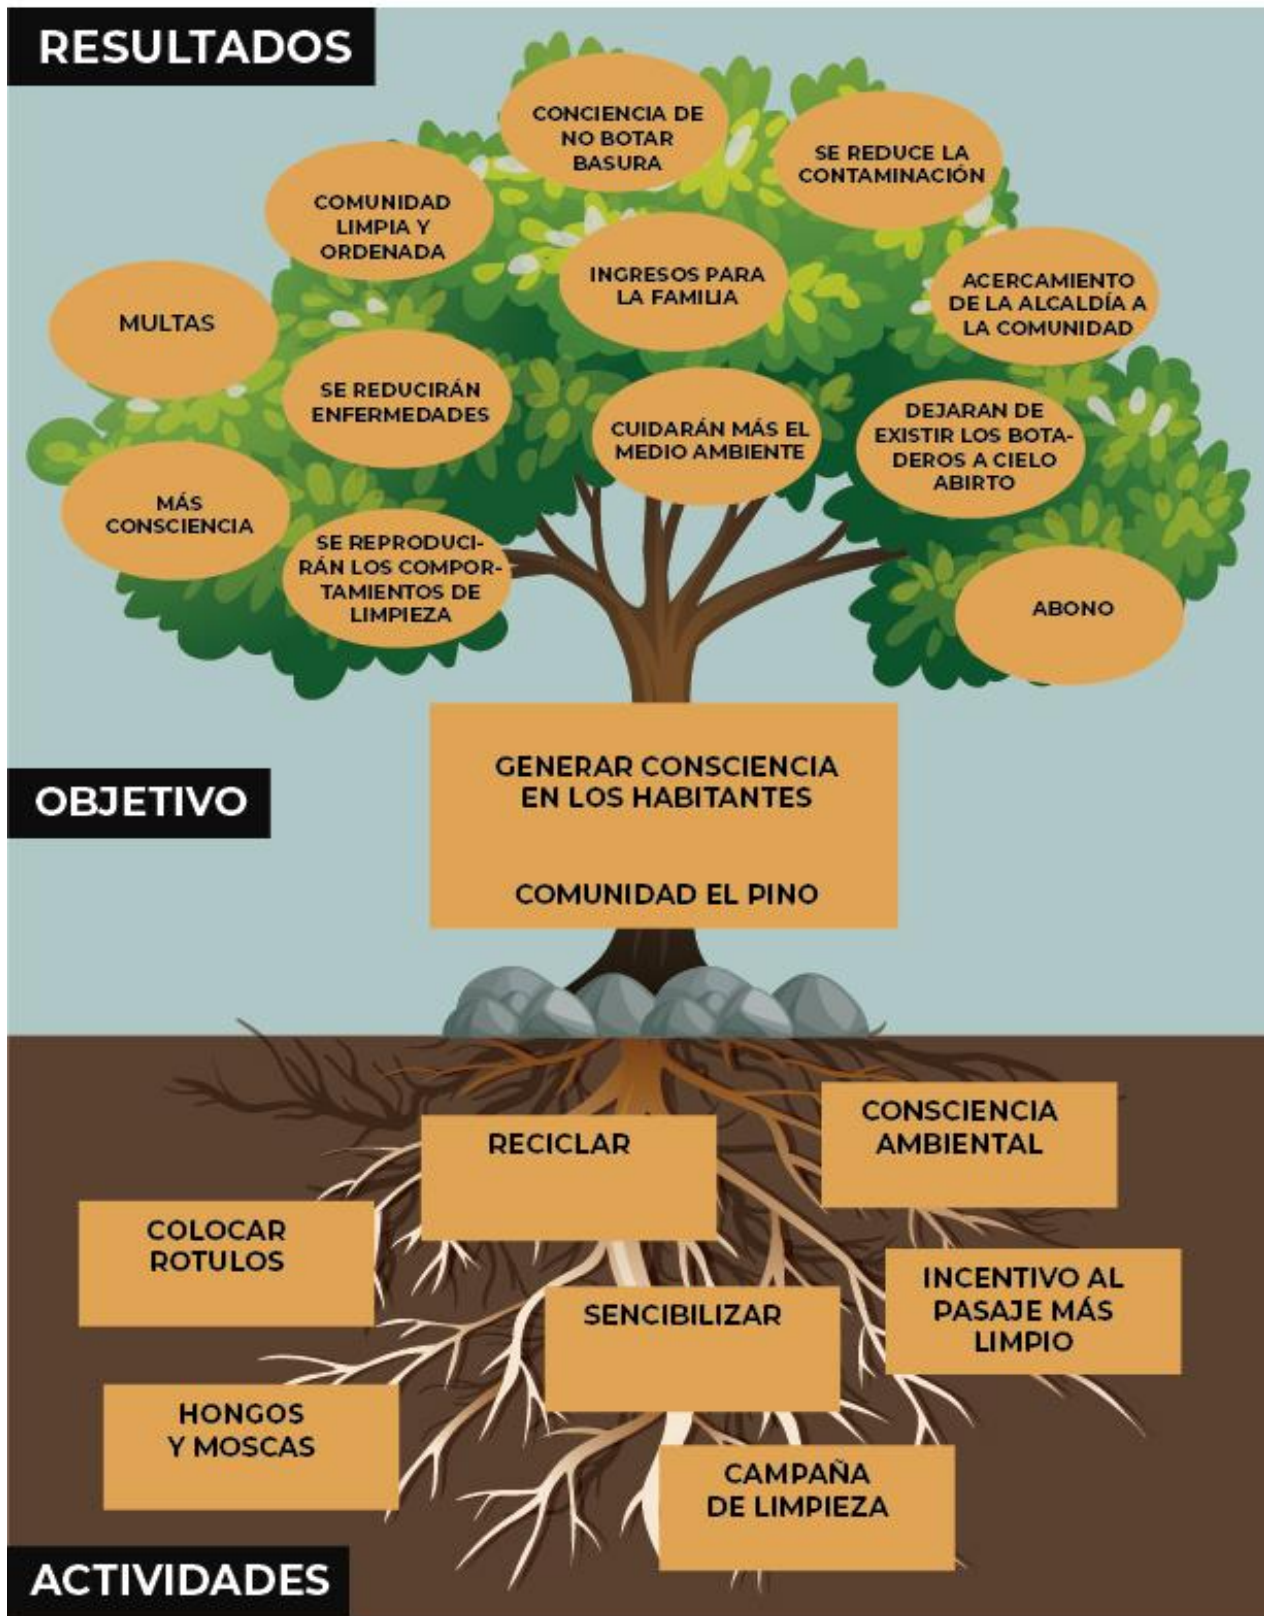 RESULTADOS
CONCIENCIA DE
NO BOTAR
BASURA
SE REDUCE LA
CONTAMINACIÓN
COMUNIDAD
LIMPIA Y
ORDENADA
INGRESOS PARA
LA FAMILIA
ACERCAMIENTO
DE LA ALCALDÍA A
LA COMUNIDAD
MULTAS
SE REDUCIRÁN
ENFERMEDADES
CUIDARÁN MÁS EL
MEDIO AMBIENTE
DEJARAN DE
EXISTIR LOS BOTA-
DEROS A CIELO
ABIRTO
MÁS
CONSCIENCIA
SE REPRODUCI-
RÁN LOS COMPOR-
TAMIENTOS DE
LIMPIEZA
ABONO
OBJETIVO
GENERAR CONSCIENCIA
EN LOS HABITANTES
COMUNIDAD EL PINO
RECICLAR
CONSCIENCIA
AMBIENTAL
COLOCAR
ROTULOS
SENCIBILIZAR
INCENTIVO AL
PASAJE MÁS
LIMPIO
HONGOS
Y MOSCAS
CAMPAÑA
DE LIMPIEZA
ACTIVIDADES